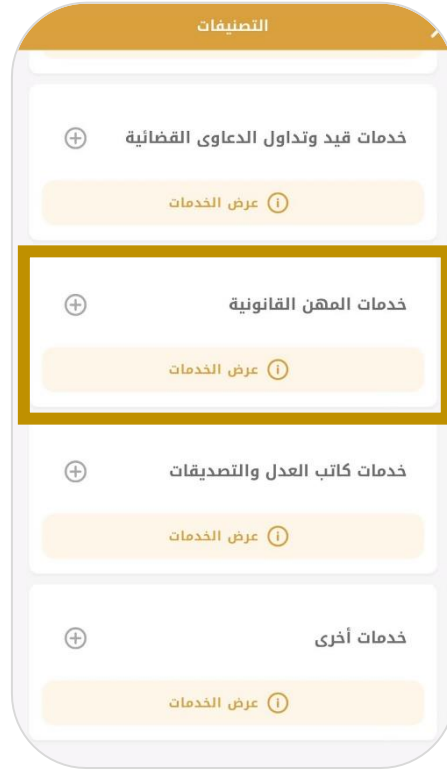 التصنيفات
خدمات قيد وتداول الدعاوى القضائية
عرض الخدمات
خدمات المهن القانونية
عرض الخدمات
خدمات كاتب العدل والتصديقات
عرض الخدمات
خدمات أخرى
عرض الخدمات